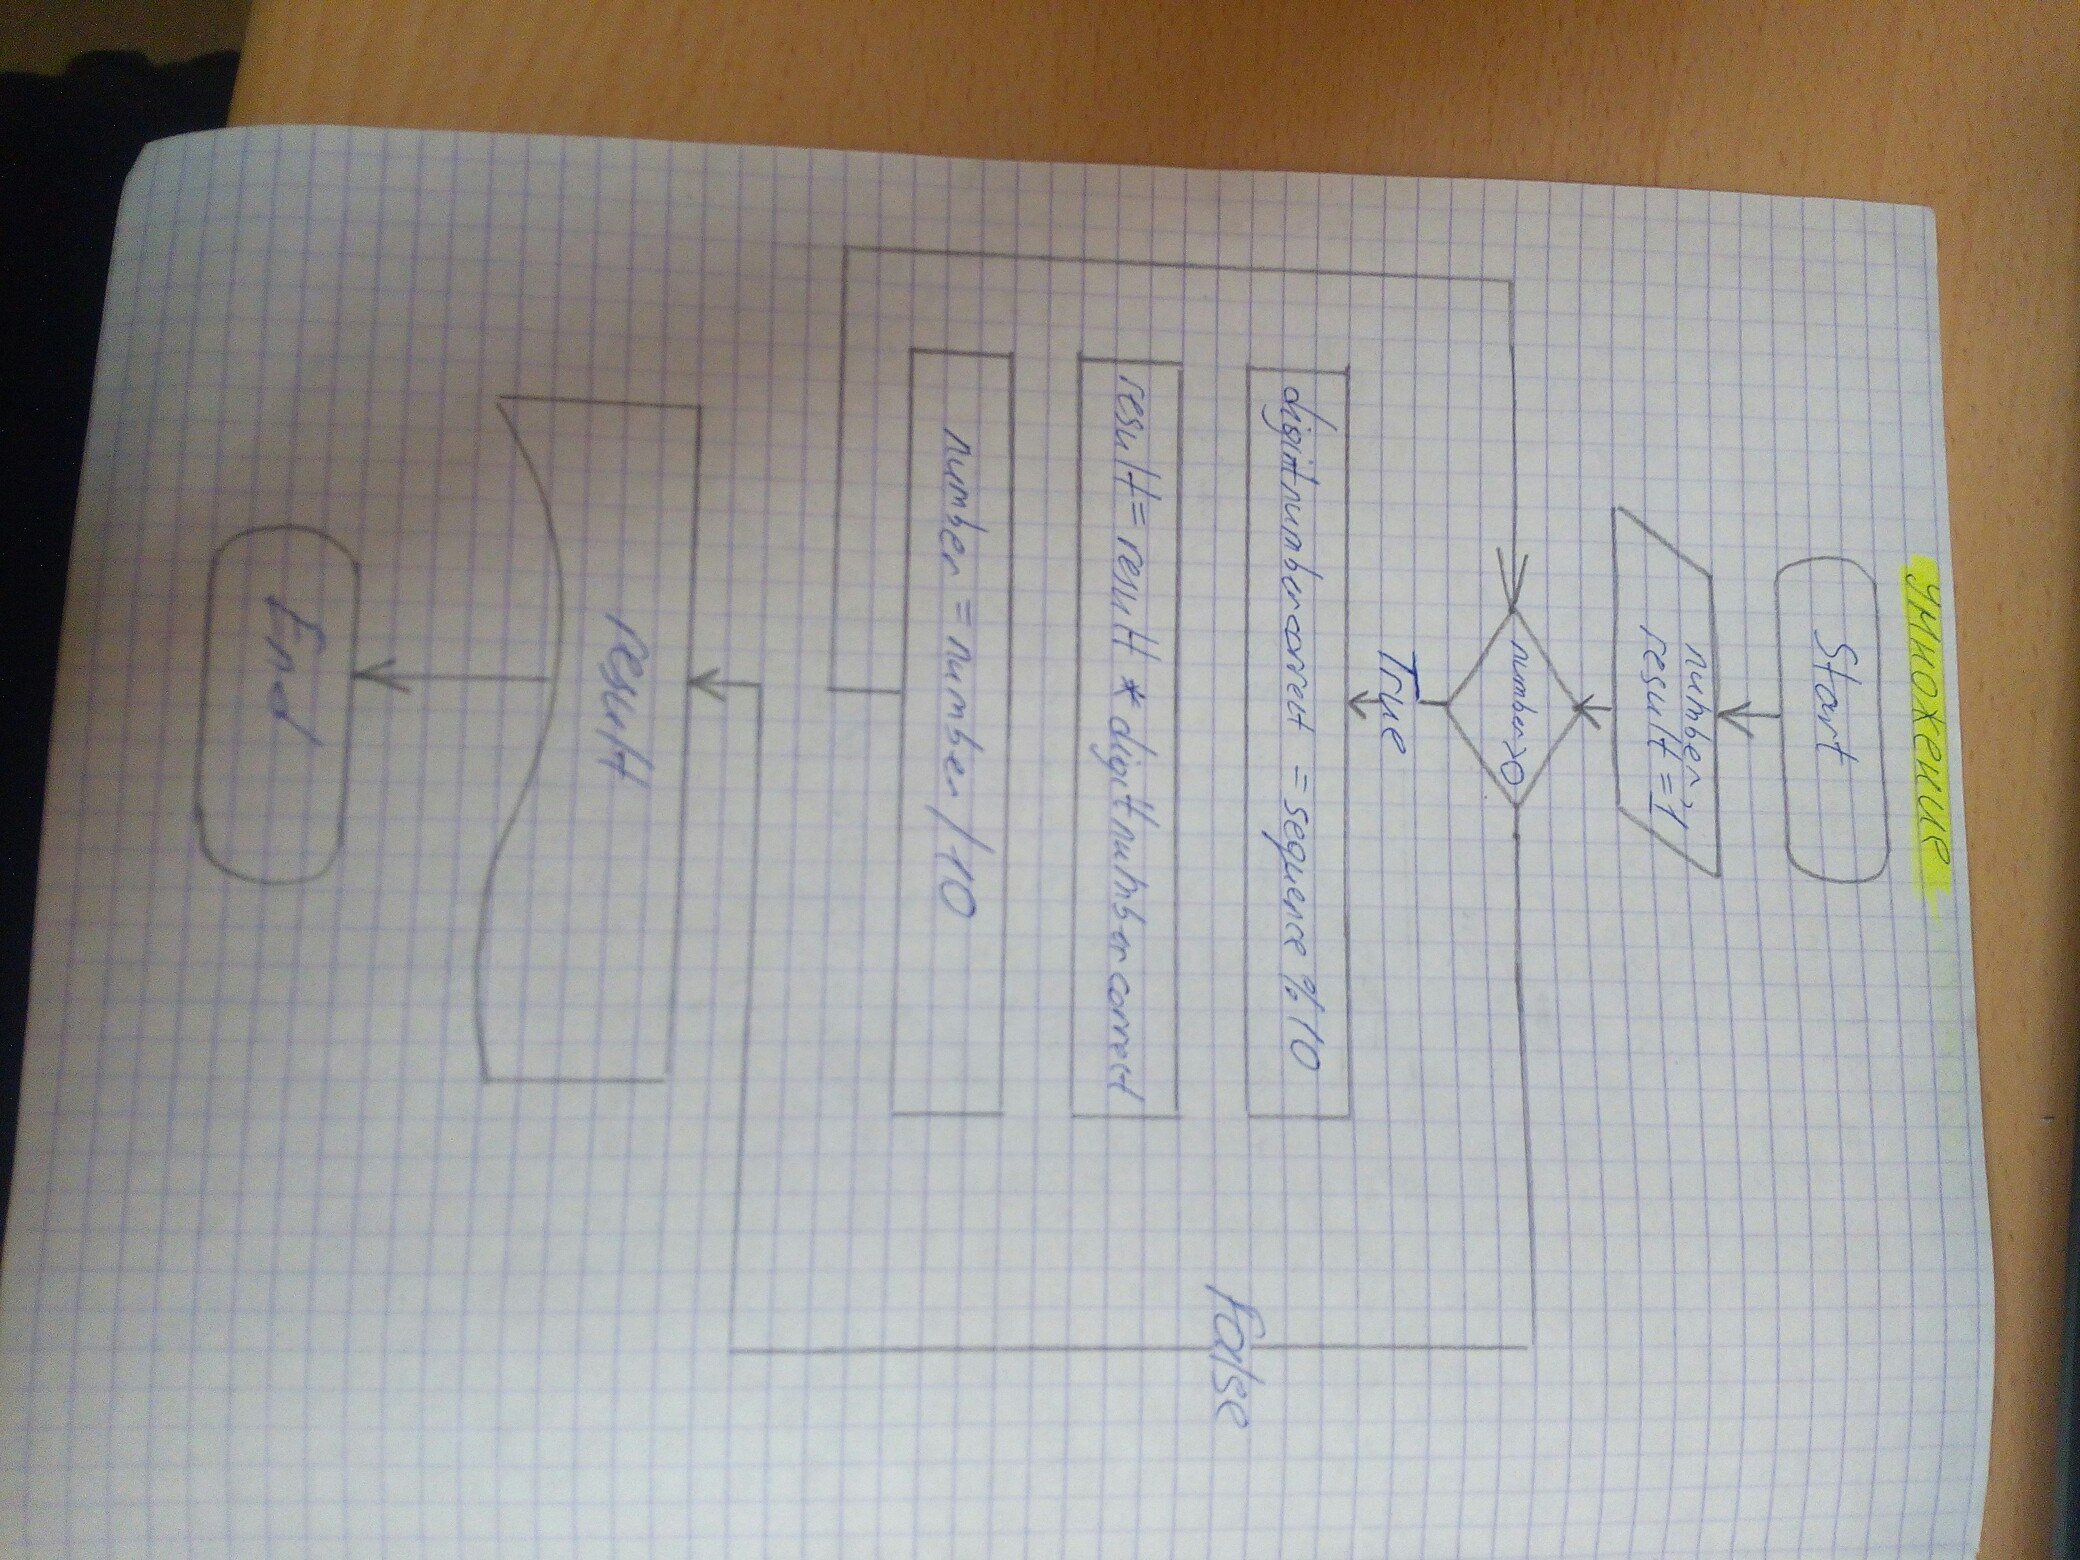 умножение
Start
number,
result=1
number>0
True
digitnumbercorrect = sequence % 10
False
result = result * digitnumbercorrect
number = number / 10
result
End